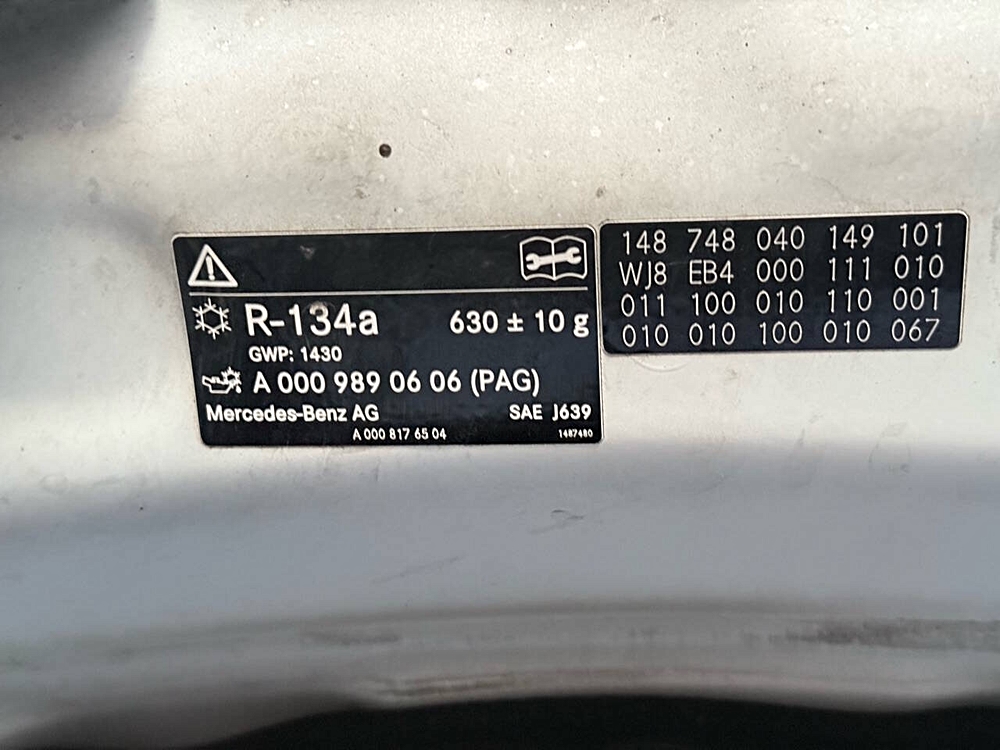 R-134a 630 ± 10 g
GWP: 1430
A 000 989 06 06 (PAG)
Mercedes-Benz AG SAE J639
A 000 817 65 04 1487480
148 748 040 149 101
WJ8 EB4 000 111 010
011 100 010 110 001
010 010 100 010 067